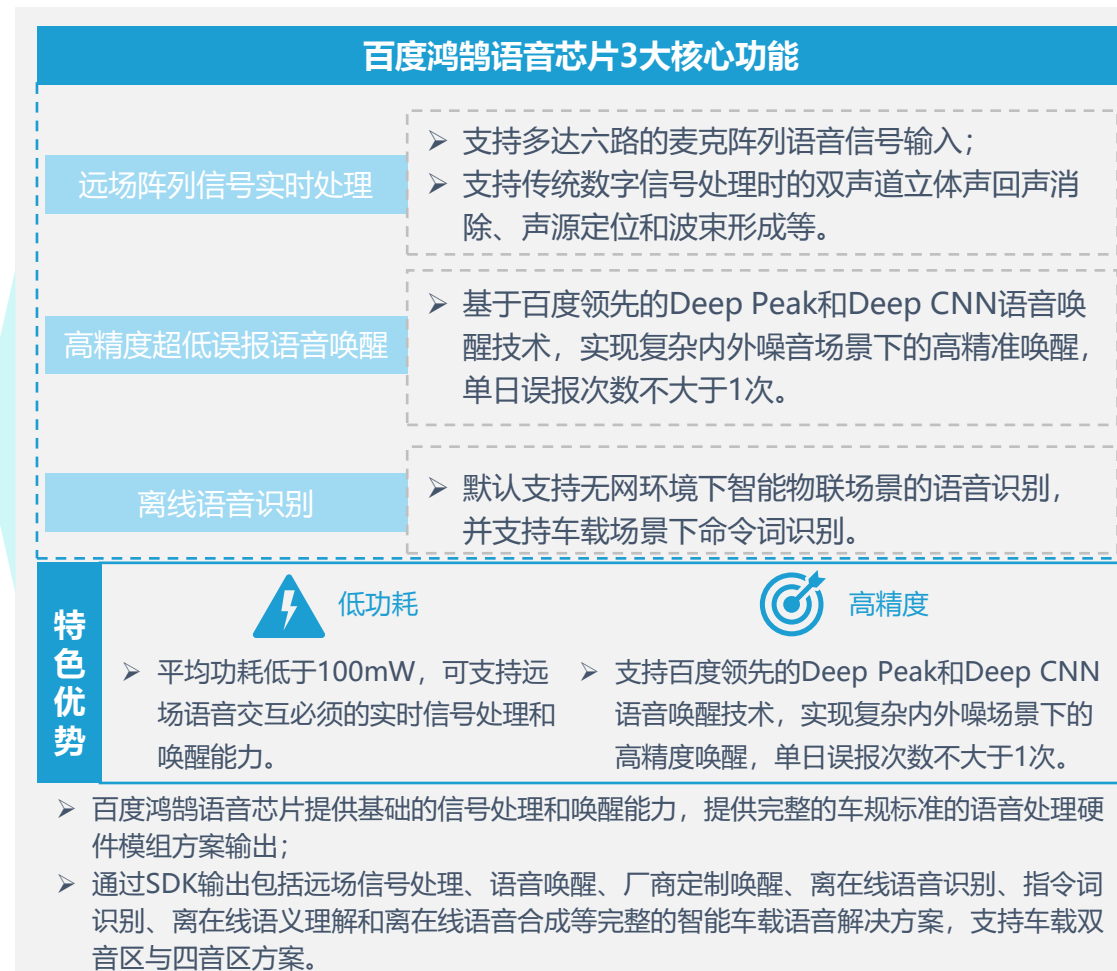 百度鸿鹄语音芯片3大核心功能
远场阵列信号实时处理
➢ 支持多达六路的麦克阵列语音信号输入；
➢ 支持传统数字信号处理时的双声道立体声回声消
除、声源定位和波束形成等。
高精度超低误报语音唤醒
➢ 基于百度领先的Deep Peak和Deep CNN语音唤
醒技术，实现复杂内外噪音场景下的高精准唤醒，
单日误报次数不大于1次。
离线语音识别
➢ 默认支持无网环境下智能物联场景的语音识别，
并支持车载场景下命令词识别。
特色优势
低功耗
➢ 平均功耗低于100mW，可支持远
场语音交互必须的实时信号处理和
唤醒能力。
高精度
➢ 支持百度领先的Deep Peak和Deep CNN
语音唤醒技术，实现复杂内外噪场景下的
高精度唤醒，单日误报次数不大于1次。
➢ 百度鸿鹄语音芯片提供基础的信号处理和唤醒能力，提供完整的车规标准的语音处理硬
件模组方案输出；
➢ 通过SDK输出包括远场信号处理、语音唤醒、厂商定制唤醒、离在线语音识别、指令词
识别、离在线语义理解和离在线语音合成等完整的智能车载语音解决方案，支持车载双
音区与四音区方案。